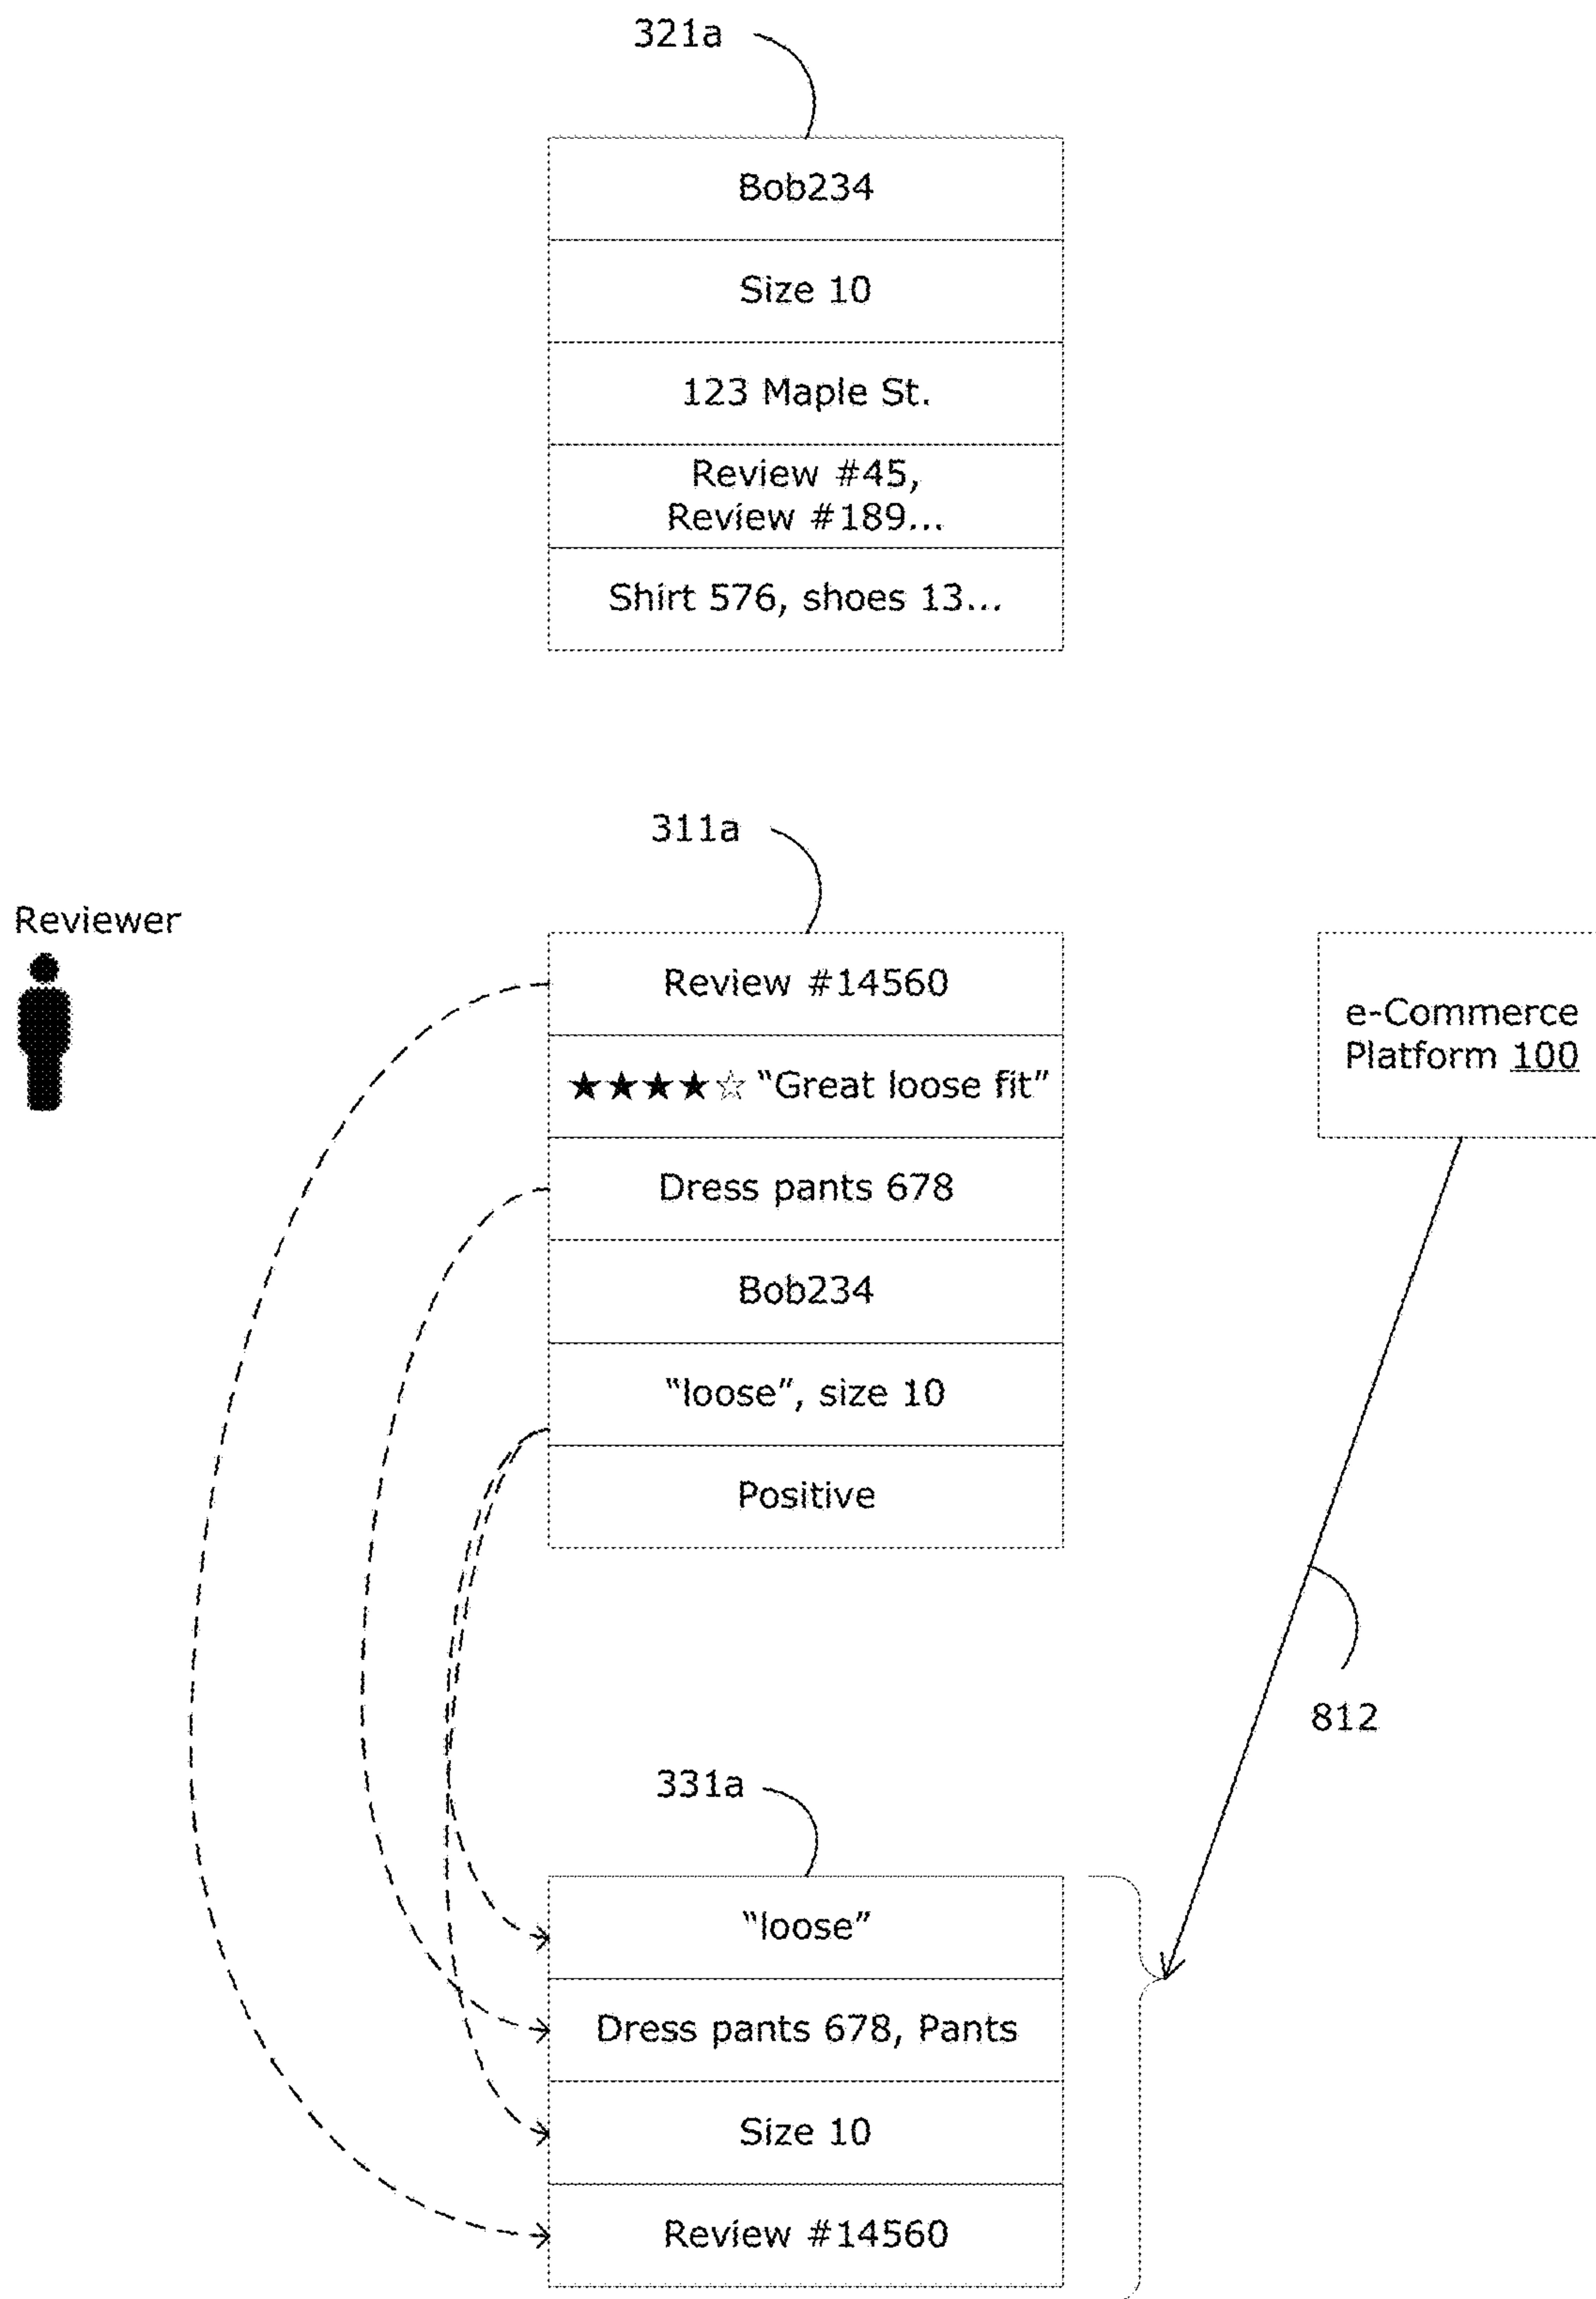 321a
Bob234
Size 10
123 Maple St.
Review #45,
Review #189...
Shirt 576, shoes 13...
311a
Reviewer
Review #14560
★★★★☆ “Great loose fit”
Dress pants 678
Bob234
“loose”, size 10
Positive
e-Commerce
Platform 100
812
331a
“loose”
Dress pants 678, Pants
Size 10
Review #14560